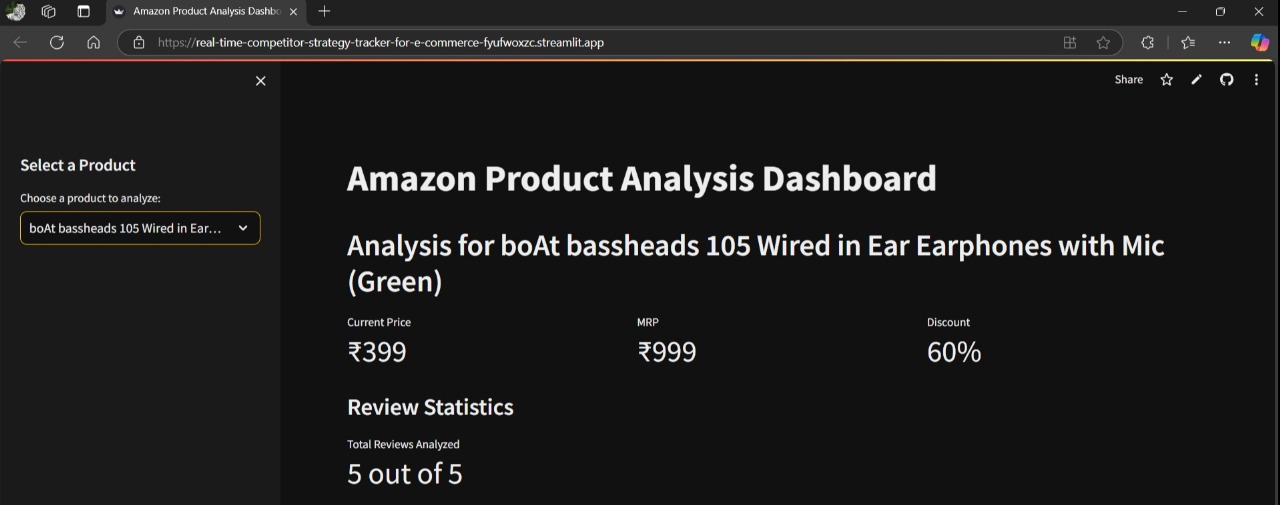 Amazon Product Analysis Dashbo
https://real-time-competitor-strategy-tracker-for-e-commerce-fyufwoxzc.streamlit.app
Share
Select a Product
Choose a product to analyze:
boAt bassheads 105 Wired in Ear...
Amazon Product Analysis Dashboard
Analysis for boAt bassheads 105 Wired in Ear Earphones with Mic
(Green)
Current Price
MRP
Discount
₹399
₹999
60%
Review Statistics
Total Reviews Analyzed
5 out of 5